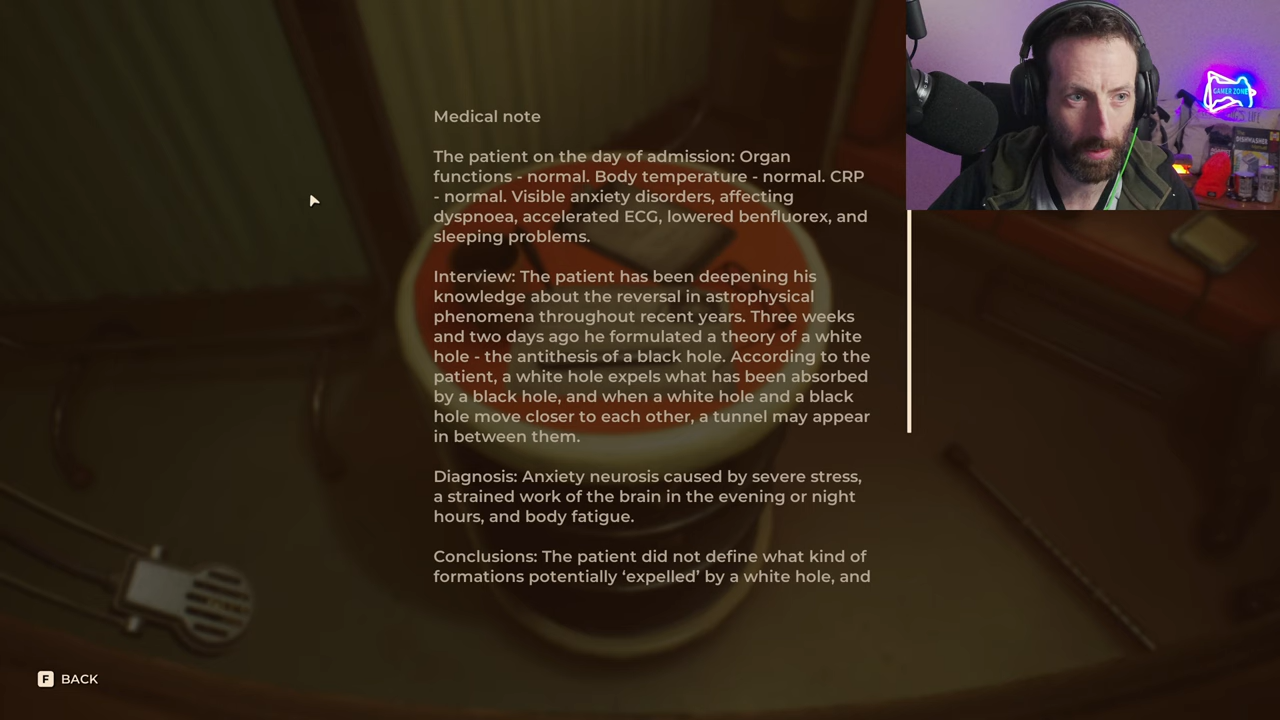 Medical note
The patient on the day of admission: Organ
functions - normal. Body temperature - normal. CRP
- normal. Visible anxiety disorders, affecting
dyspnoea, accelerated ECG, lowered benfluorex, and
sleeping problems.
Interview: The patient has been deepening his
knowledge about the reversal in astrophysical
phenomena throughout recent years. Three weeks
and two days ago he formulated a theory of a white
hole - the antithesis of a black hole. According to the
patient, a white hole expels what has been absorbed
by a black hole, and when a white hole and a black
hole move closer to each other, a tunnel may appear
in between them.
Diagnosis: Anxiety neurosis caused by severe stress,
a strained work of the brain in the evening or night
hours, and body fatigue.
Conclusions: The patient did not define what kind of
formations potentially ‘expelled’ by a white hole, and
F BACK
GAMER ZONE
DISHWASHER